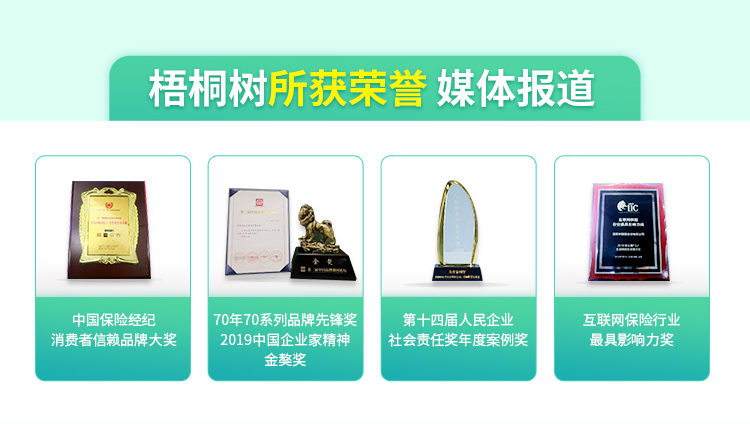 梧桐树所获荣誉 媒体报道
金奖
ITC
中国保险经纪
消费者信赖品牌大奖
70年70系列品牌先锋奖
2019中国企业家精神
金獒奖
第十四届人民企业
社会责任奖年度案例奖
互联网保险行业
最具影响力奖